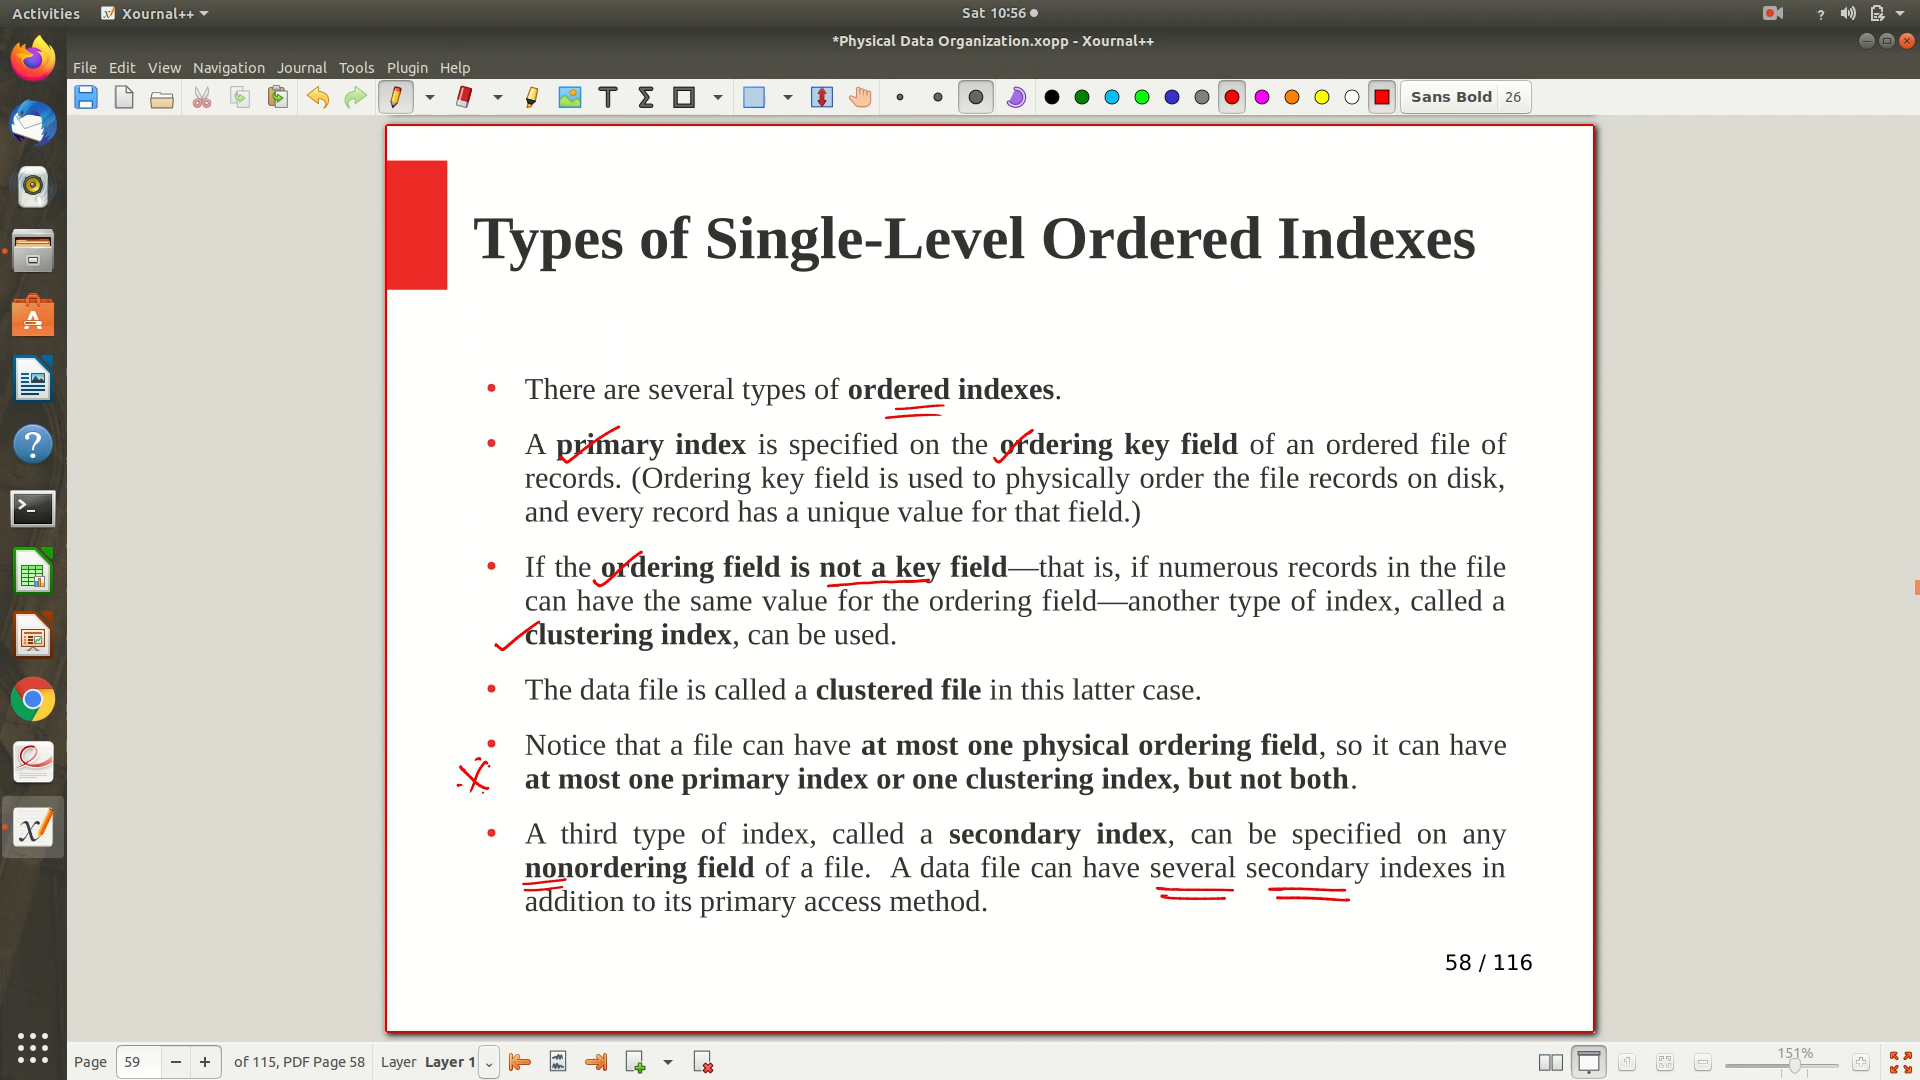 Activities Xournal++ Sat 10:56 ?
*Physical Data Organization.xopp - Xournal++
File Edit View Navigation Journal Tools Plugin Help
Sans Bold 26
Types of Single-Level Ordered Indexes
• There are several types of ordered indexes.
• A primary index is specified on the ordering key field of an ordered file of
records. (Ordering key field is used to physically order the file records on disk,
and every record has a unique value for that field.)
• If the ordering field is not a key field—that is, if numerous records in the file
can have the same value for the ordering field—another type of index, called a
clustering index, can be used.
• The data file is called a clustered file in this latter case.
• Notice that a file can have at most one physical ordering field, so it can have
at most one primary index or one clustering index, but not both.
• A third type of index, called a secondary index, can be specified on any
nonordering field of a file. A data file can have several secondary indexes in
addition to its primary access method.
58 / 116
Page 59 − + of 115, PDF Page 58 Layer Layer 1 151%